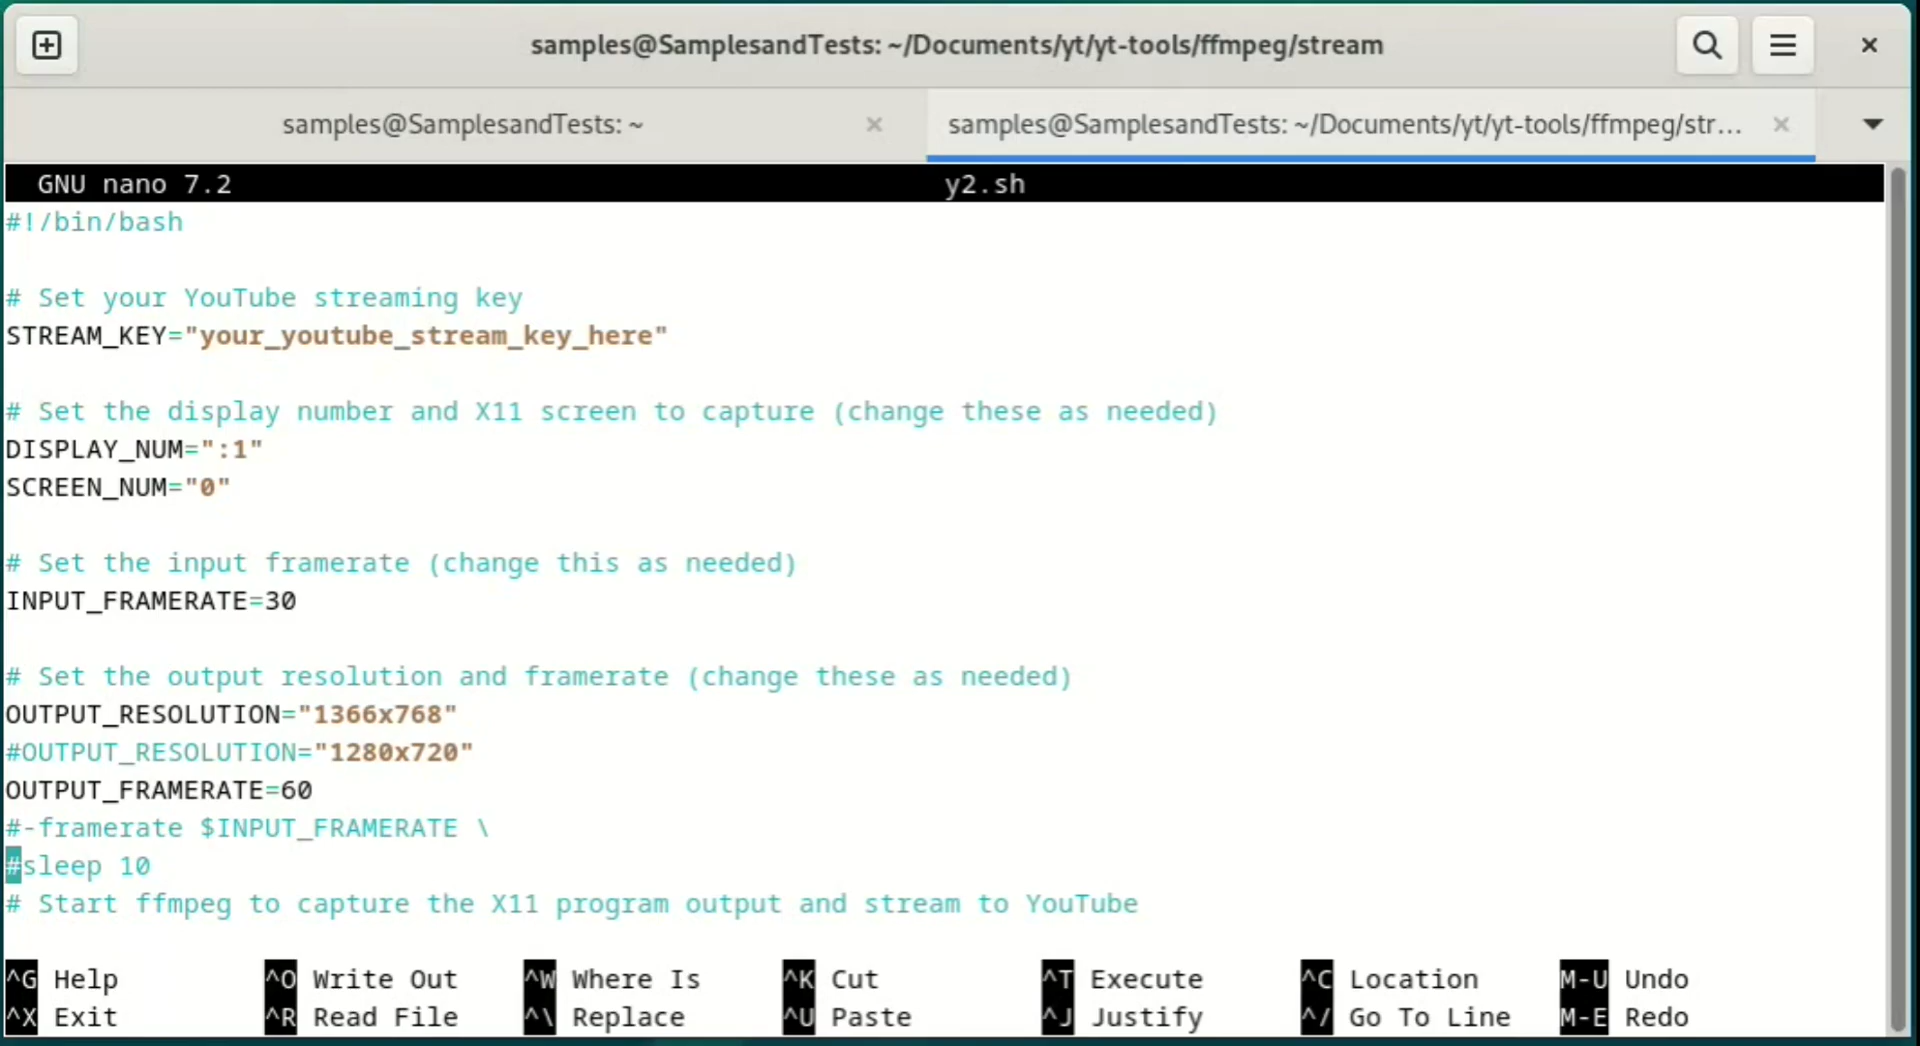 samples@SamplesandTests: ~/Documents/yt/yt-tools/ffmpeg/stream
samples@SamplesandTests: ~
samples@SamplesandTests: ~/Documents/yt/yt-tools/ffmpeg/str...
GNU nano 7.2 y2.sh
#!/bin/bash
# Set your YouTube streaming key
STREAM_KEY="your_youtube_stream_key_here"
# Set the display number and X11 screen to capture (change these as needed)
DISPLAY_NUM=":1"
SCREEN_NUM="0"
# Set the input framerate (change this as needed)
INPUT_FRAMERATE=30
# Set the output resolution and framerate (change these as needed)
OUTPUT_RESOLUTION="1366x768"
#OUTPUT_RESOLUTION="1280x720"
OUTPUT_FRAMERATE=60
#-framerate $INPUT_FRAMERATE \
#sleep 10
# Start ffmpeg to capture the X11 program output and stream to YouTube
^G Help ^O Write Out ^W Where Is ^K Cut ^T Execute ^C Location M-U Undo
^X Exit ^R Read File ^\ Replace ^U Paste ^J Justify ^/ Go To Line M-E Redo